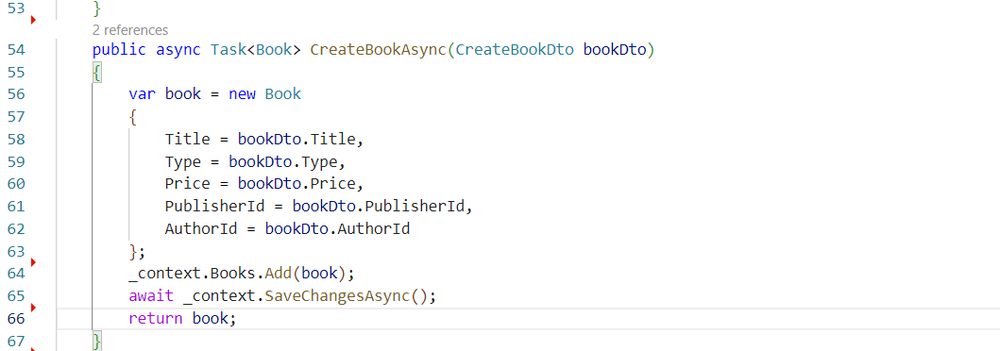 53 }
2 references
54 public async Task<Book> CreateBookAsync(CreateBookDto bookDto)
55 {
56 var book = new Book
57 {
58 Title = bookDto.Title,
59 Type = bookDto.Type,
60 Price = bookDto.Price,
61 PublisherId = bookDto.PublisherId,
62 AuthorId = bookDto.AuthorId
63 };
64 _context.Books.Add(book);
65 await _context.SaveChangesAsync();
66 return book;
67 }